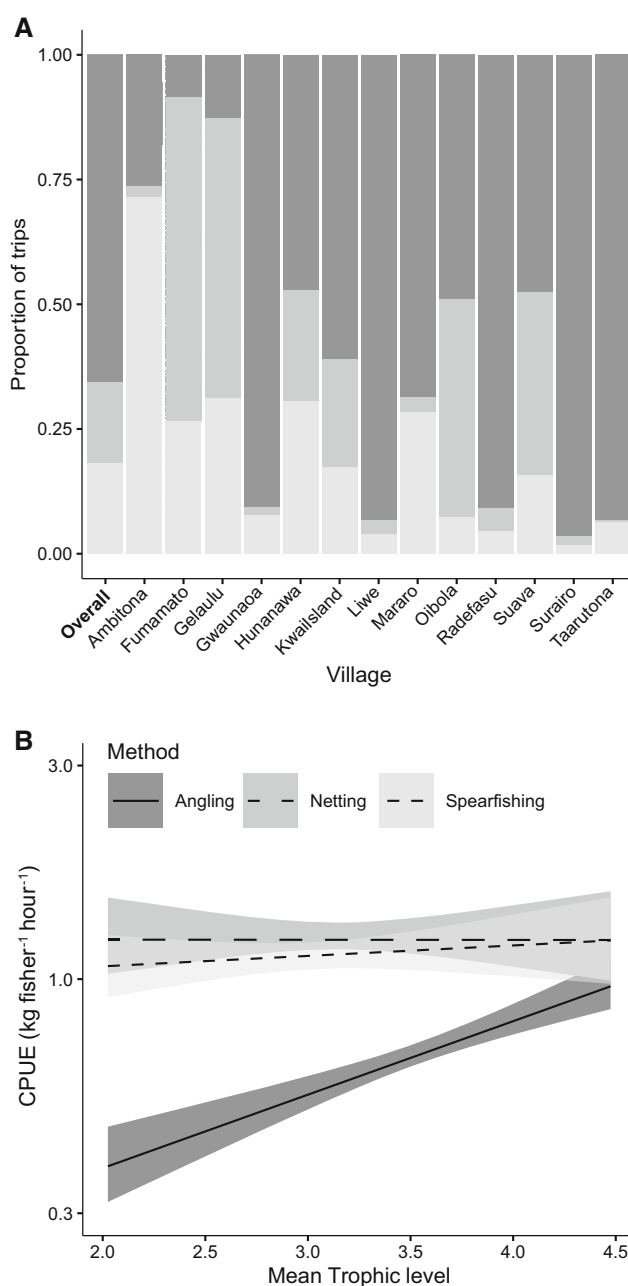 A
1.00
0.75
0.50
0.25
0.00
Proportion of trips
Overall
Ambitona
Fumamato
Gelaulu
Gwaunaoa
Hunanawa
KwaiIsland
Liwe
Mararo
Oibola
Radefasu
Suava
Surairo
Taarutona
Village
B
Method
Angling
Netting
Spearfishing
3.0
1.0
0.3
CPUE (kg fisher⁻¹ hour⁻¹)
2.0 2.5 3.0 3.5 4.0 4.5
Mean Trophic level